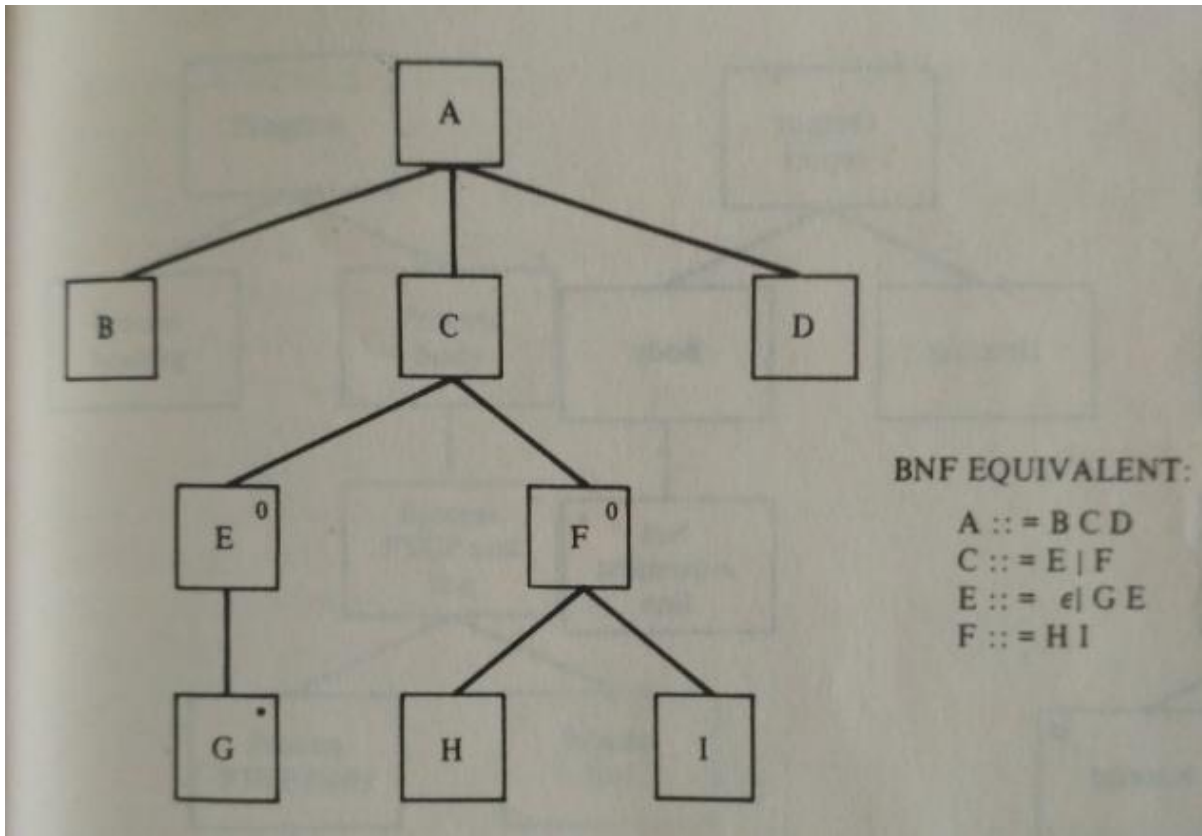 A
B
C
D
E 0
F 0
BNF EQUIVALENT:
A :: = B C D
C :: = E | F
E :: = ϵ| G E
F :: = H I
G *
H
I